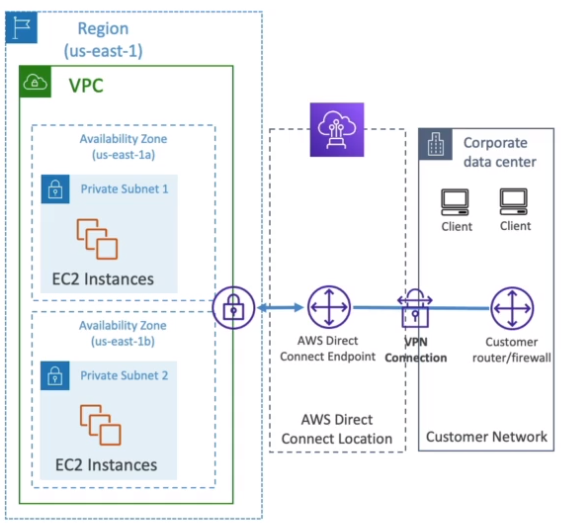 Region
(us-east-1)
VPC
Availability Zone
(us-east-1a)
Private Subnet 1
EC2 Instances
Availability Zone
(us-east-1b)
Private Subnet 2
EC2 Instances
AWS Direct
Connect Endpoint
AWS Direct
Connect Location
VPN
Connection
Corporate
data center
Client
Client
Customer
router/firewall
Customer Network